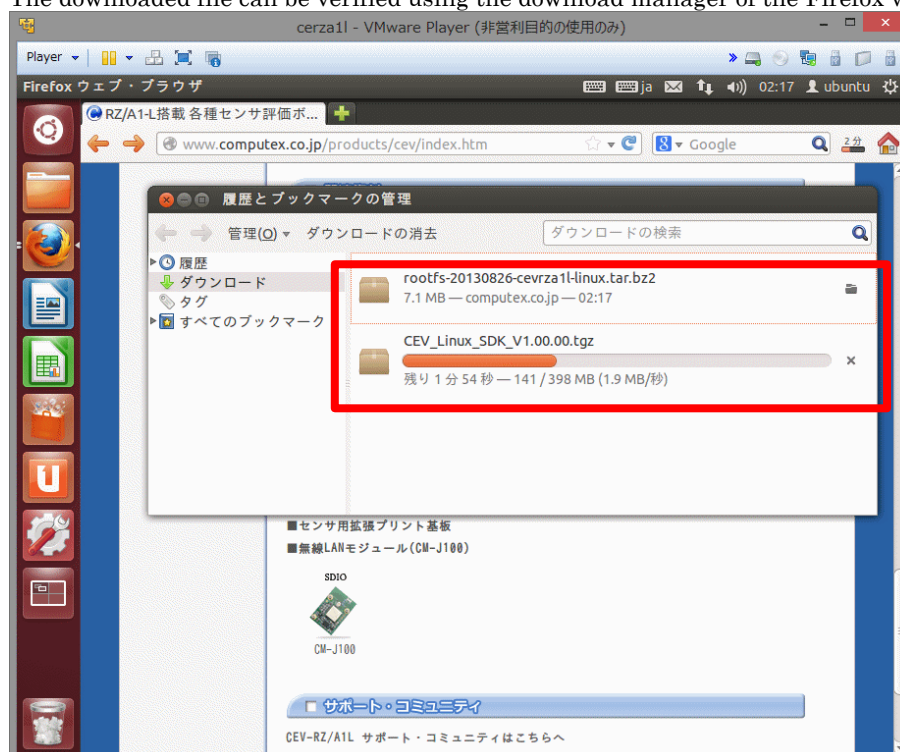 The downloaded file can be verified using the download manager of the Firefox
cerza1l - VMware Player (非営利目的の使用のみ)
Player
Firefox ウェブ・ブラウザ
ja
02:17
ubuntu
RZ/A1-L搭載 各種センサ評価ボ...
www.computex.co.jp/products/cev/index.htm
Google
履歴とブックマークの管理
管理(O)
ダウンロードの消去
ダウンロードの検索
履歴
ダウンロード
タグ
すべてのブックマーク
rootfs-20130826-cevrza1l-linux.tar.bz2
7.1 MB — computex.co.jp — 02:17
CEV_Linux_SDK_V1.00.00.tgz
残り 1 分 54 秒 — 141 / 398 MB (1.9 MB/秒)
■センサ用拡張プリント基板
■無線LANモジュール(CM-J100)
SDIO
CM-J100
サポート・コミュニティ
CEV-RZ/A1L サポート・コミュニティはこちらへ